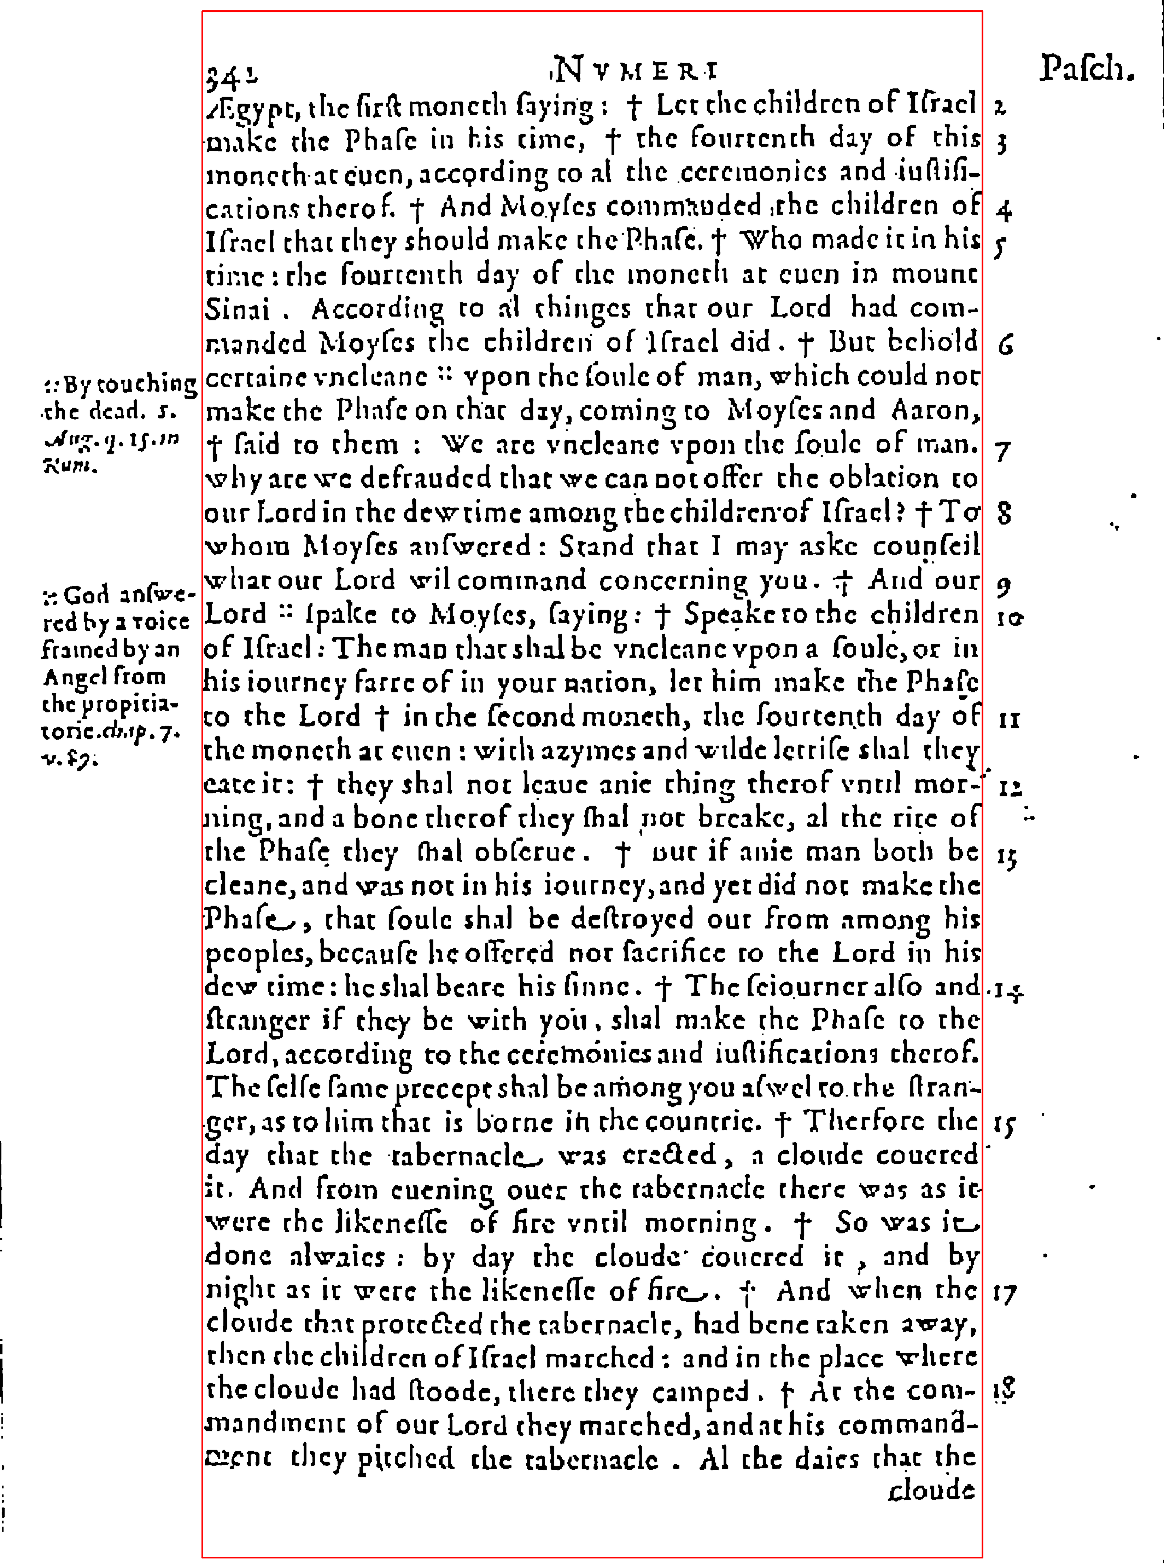 342 NVMERI Paſch.
Ægypt, the firſt moneth ſaying: † Let the children of Iſrael 2
make the Phaſe in his time, † the fourtenth day of this 3
moneth at euen, according to al the ceremonies and iuſtifi-
cations therof. † And Moyſes commauded the children of 4
Iſrael that they should make the Phaſe. † Who made it in his 5
time: the fourtenth day of the moneth at euen in mount
Sinai . According to al thinges that our Lord had com-
manded Moyſes the children of Iſrael did . † But behold 6
certaine vncleane :: vpon the ſoule of man, which could not
make the Phaſe on that day, coming to Moyſes and Aaron,
† ſaid to them : We are vncleane vpon the ſoule of man. 7
why are we defrauded that we can not offer the oblation to
our Lord in the dew time among the children of Iſrael? † To 8
whom Moyſes anſwered: Stand that I may aske counſeil
what our Lord wil command concerning you. † And our 9
Lord :: ſpake to Moyſes, ſaying: † Speake to the children 10
of Iſrael: The man that shal be vncleane vpon a ſoule, or in
his iourney farre of in your nation, let him make the Phaſe
to the Lord † in the ſecond moneth, the fourtenth day of 11
the moneth at euen: with azymes and wilde lettiſe shal they
eate it: † they shal not leaue anie thing therof vntil mor- 12
ning, and a bone therof they ſhal not breake, al the rite of
the Phaſe they ſhal obſerue . † but if anie man both be 13
cleane, and was not in his iourney, and yet did not make the
Phaſe, that ſoule shal be deſtroyed out from among his
peoples, becauſe he offered not ſacrifice to the Lord in his
dew time: he shal beare his ſinne . † The ſeiourner alſo and 14
ſtranger if they be with you, shal make the Phaſe to the
Lord, according to the ceremonies and iuſtifications therof.
The ſelfe ſame precept shal be among you aſwel to the ſtran-
ger, as to him that is borne in the countrie. † Therfore the 15
day that the tabernacle was erected, a cloude couered
it. And from euening ouer the tabernacle there was as it
were the likeneſſe of fire vntil morning. † So was it
done alwaies : by day the cloude couered it , and by
night as it were the likeneſſe of fire. † And when the 17
cloude that protected the tabernacle, had bene taken away,
then the children of Iſrael marched: and in the place where
the cloude had ſtoode, there they camped . † At the com- 18
mandment of our Lord they marched, and at his command-
ment they pitched the tabernacle . Al the daies that the
cloude
:: By touching
the dead. s.
Aug. q. 15. in
Num.
:: God anſwe-
red by a voice
framed by an
Angel from
the propitia-
torie. chap. 7.
v. 89.